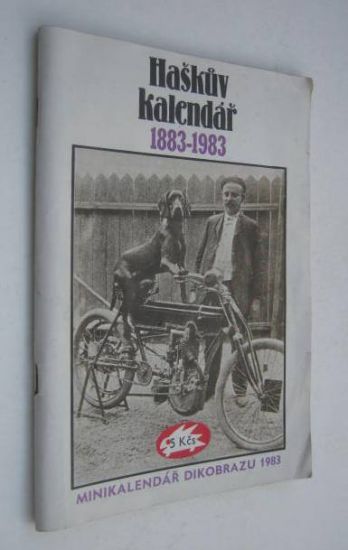 Haškův
kalendář
1883-1983
5 Kčs
MINIKALENDÁŘ DIKOBRAZU 1983